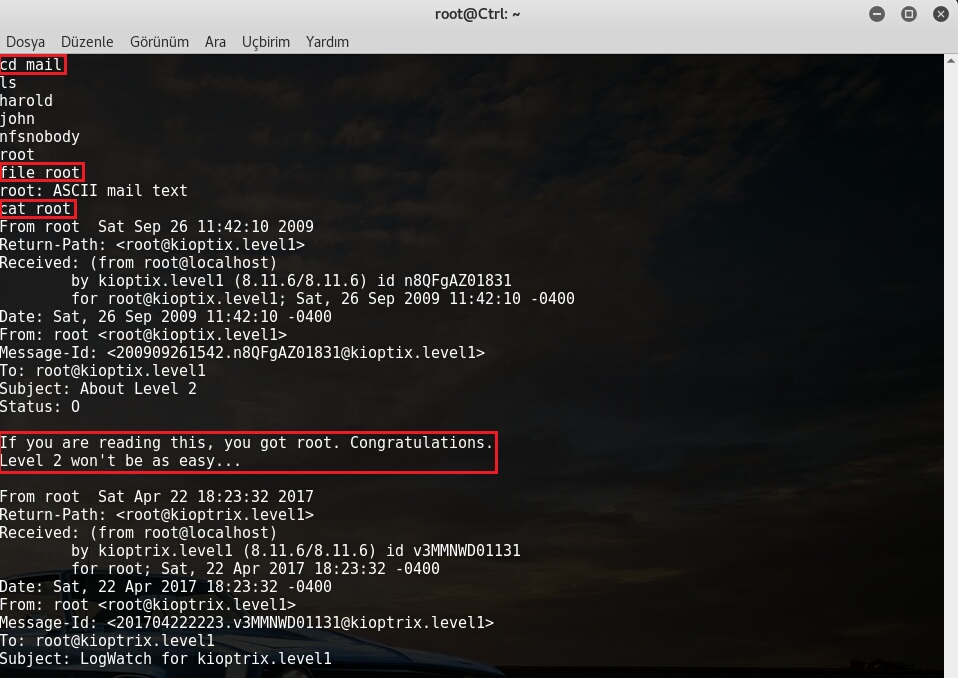 root@Ctrl: ~
Dosya Düzenle Görünüm Ara Uçbirim Yardım
cd mail
ls
harold
john
nfsnobody
root
file root
root: ASCII mail text
cat root
From root  Sat Sep 26 11:42:10 2009
Return-Path: <root@kioptix.level1>
Received: (from root@localhost)
        by kioptix.level1 (8.11.6/8.11.6) id n8QFgAZ01831
        for root@kioptix.level1; Sat, 26 Sep 2009 11:42:10 -0400
Date: Sat, 26 Sep 2009 11:42:10 -0400
From: root <root@kioptix.level1>
Message-Id: <200909261542.n8QFgAZ01831@kioptix.level1>
To: root@kioptix.level1
Subject: About Level 2
Status: O
If you are reading this, you got root. Congratulations.
Level 2 won't be as easy...
From root  Sat Apr 22 18:23:32 2017
Return-Path: <root@kioptrix.level1>
Received: (from root@localhost)
        by kioptrix.level1 (8.11.6/8.11.6) id v3MMNWD01131
        for root; Sat, 22 Apr 2017 18:23:32 -0400
Date: Sat, 22 Apr 2017 18:23:32 -0400
From: root <root@kioptrix.level1>
Message-Id: <201704222223.v3MMNWD01131@kioptrix.level1>
To: root@kioptrix.level1
Subject: LogWatch for kioptrix.level1